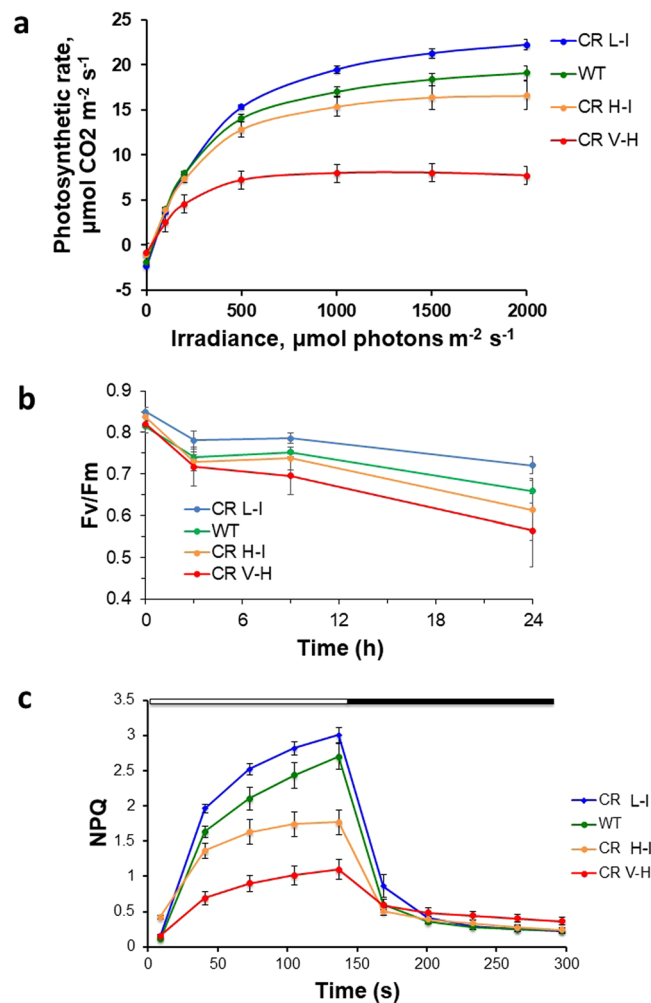 a
Photosynthetic rate,
µmol CO2 m-2 s-1
25
20
15
10
5
0
-5
0
500
1000
1500
2000
Irradiance, µmol photons m-2 s-1
CR L-I
WT
CR H-I
CR V-H
b
Fv/Fm
0.9
0.8
0.7
0.6
0.5
0.4
0
6
12
18
24
Time (h)
CR L-I
WT
CR H-I
CR V-H
c
NPQ
3.5
3
2.5
2
1.5
1
0.5
0
0
50
100
150
200
250
300
Time (s)
CR L-I
WT
CR H-I
CR V-H